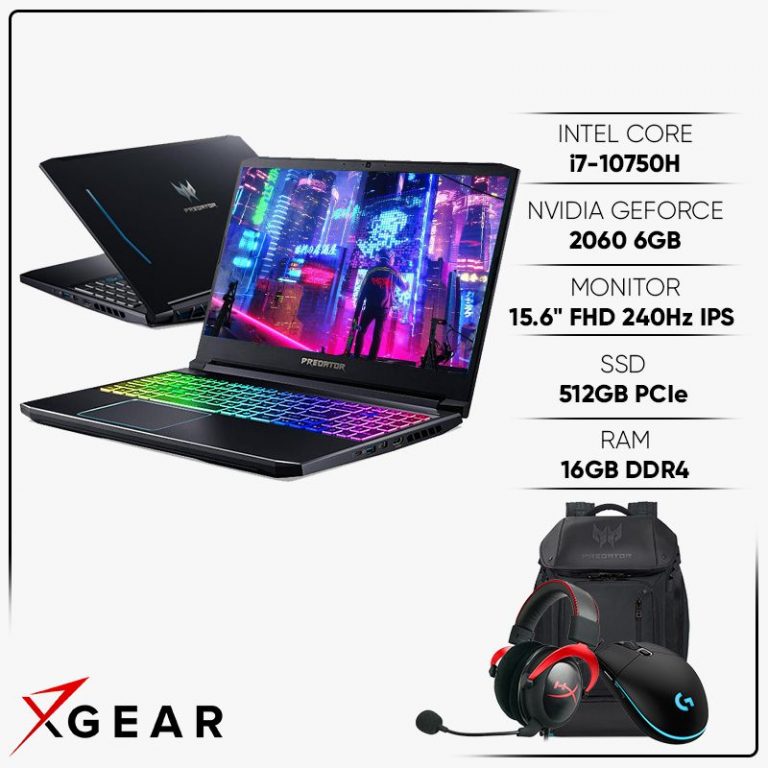 INTEL CORE
i7-10750H
NVIDIA GEFORCE
2060 6GB
MONITOR
15.6" FHD 240Hz IPS
SSD
512GB PCIe
RAM
16GB DDR4
PREDATOR
PREDATOR
PREDATOR
XGEAR